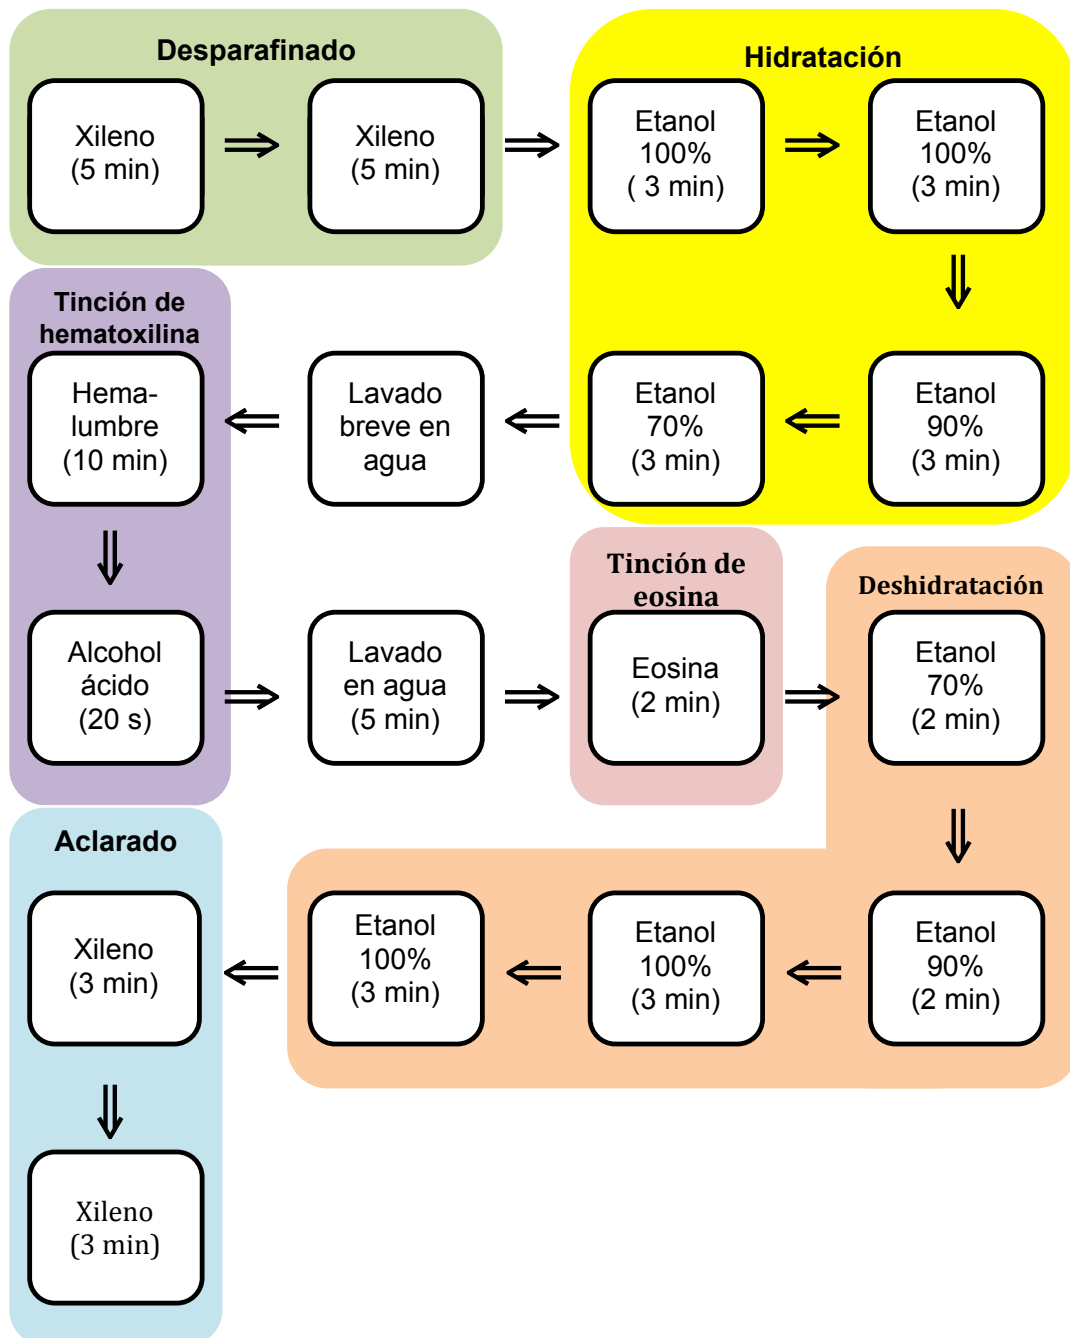 Desparafinado
Xileno
(5 min)
Xileno
(5 min)
Hidratación
Etanol
100%
( 3 min)
Etanol
100%
(3 min)
Etanol
90%
(3 min)
Etanol
70%
(3 min)
Lavado
breve en
agua
Tinción de
hematoxilina
Hema-
lumbre
(10 min)
Alcohol
ácido
(20 s)
Lavado
en agua
(5 min)
Tinción de
eosina
Eosina
(2 min)
Deshidratación
Etanol
70%
(2 min)
Etanol
90%
(2 min)
Etanol
100%
(3 min)
Etanol
100%
(3 min)
Aclarado
Xileno
(3 min)
Xileno
(3 min)